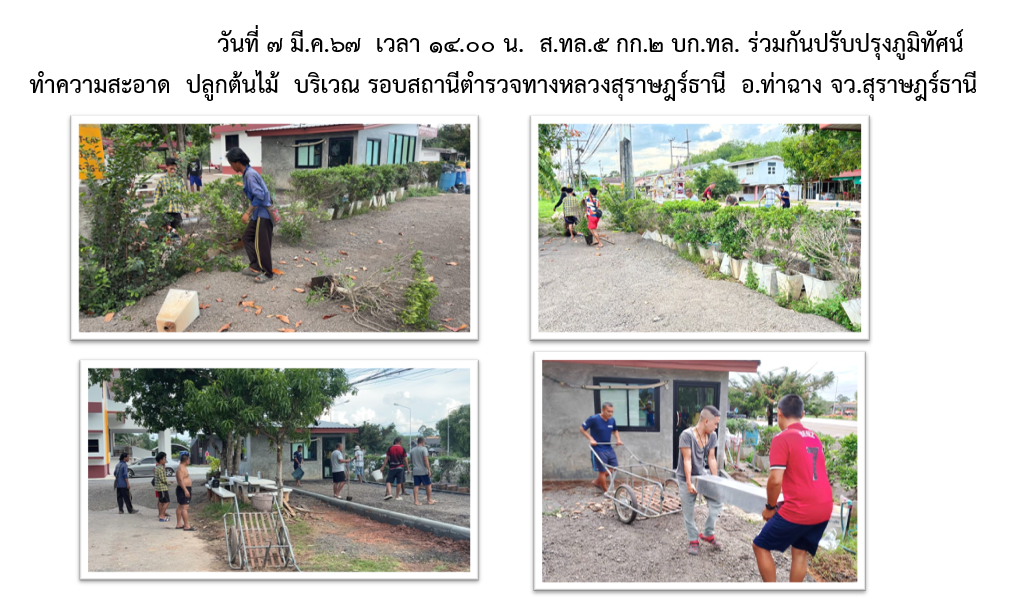 วันที่ ๗ มี.ค.๖๗ เวลา ๑๔.๐๐ น. ส.ทล.๕ กก.๒ บก.ทล. ร่วมกันปรับปรุงภูมิทัศน์
ทำความสะอาด ปลูกต้นไม้ บริเวณ รอบสถานีตำรวจทางหลวงสุราษฎร์ธานี อ.ท่าฉาง จว.สุราษฎร์ธานี
7